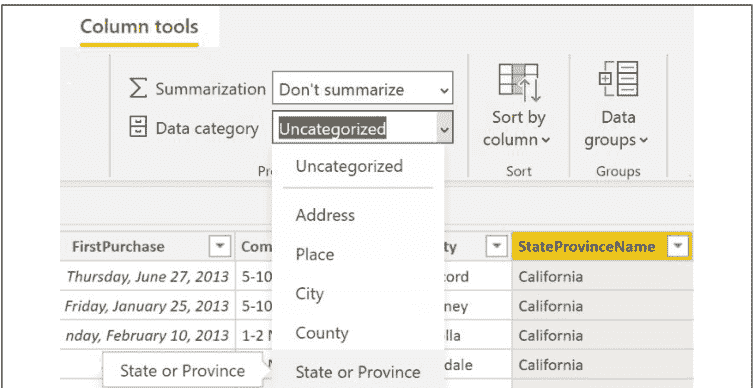 Column tools
Summarization Don't summarize
Data category Uncategorized
Sort by
column
Data
groups
Sort
Groups
Uncategorized
Address
Place
City
County
State or Province
State or Province
FirstPurchase StateProvinceName
Thursday, June 27, 2013 5-10 California
Friday, January 25, 2013 5-10 California
February 10, 2013 1-2 California
California